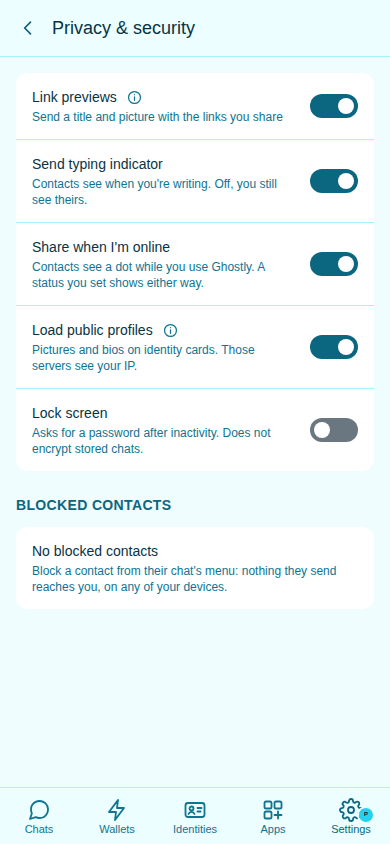 Privacy & security
Link previews
Send a title and picture with the links you share
Send typing indicator
Contacts see when you're writing. Off, you still
see theirs.
Share when I'm online
Contacts see a dot while you use Ghostly. A
status you set shows either way.
Load public profiles
Pictures and bios on identity cards. Those
servers see your IP.
Lock screen
Asks for a password after inactivity. Does not
encrypt stored chats.
BLOCKED CONTACTS
No blocked contacts
Block a contact from their chat's menu: nothing they send
reaches you, on any of your devices.
P
Chats
Wallets
Identities
Apps
Settings